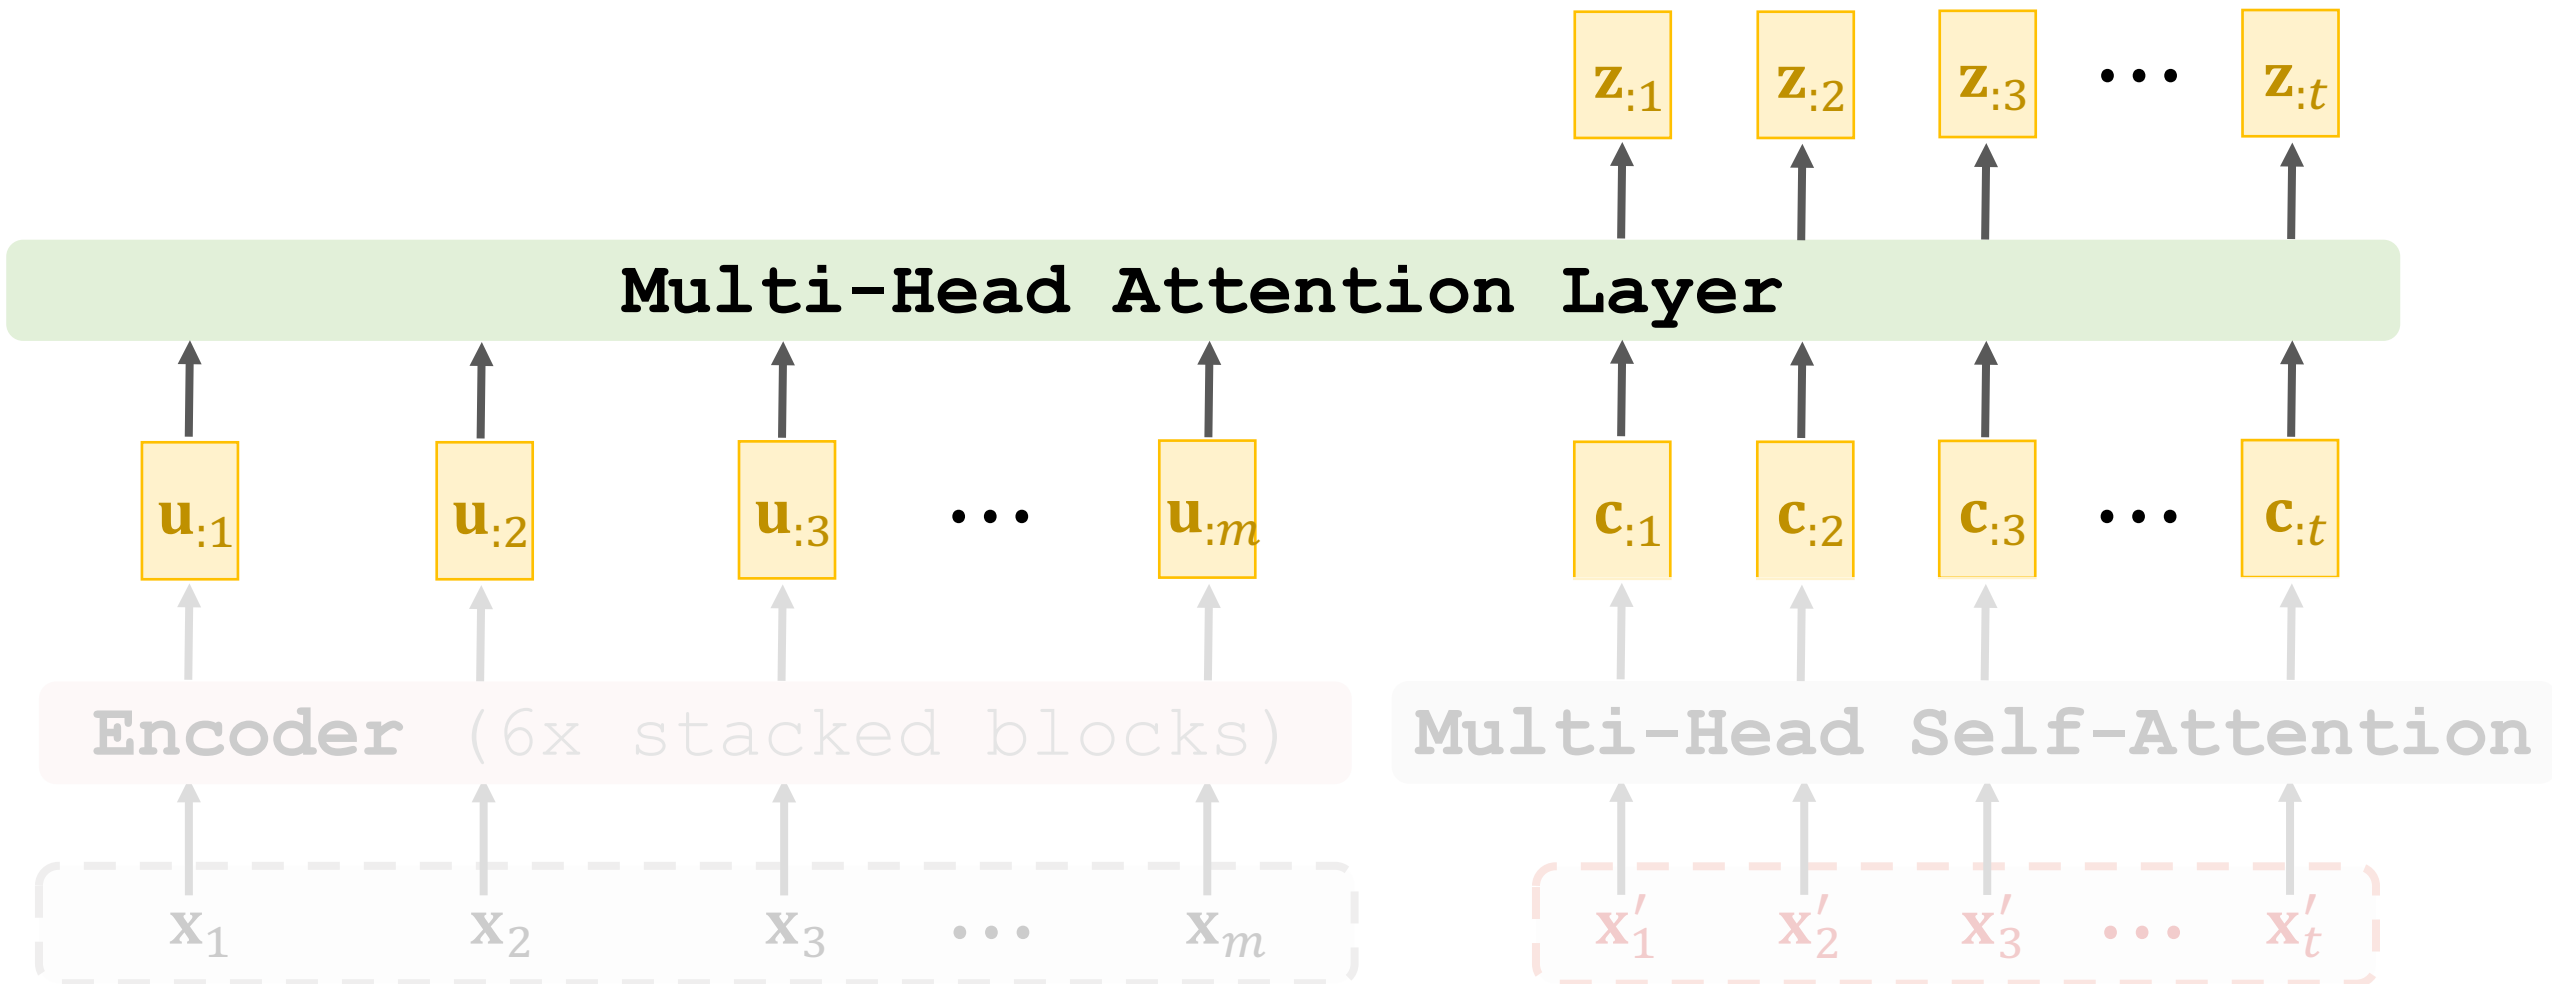 z:1 z:2 z:3 ... z:t
Multi-Head Attention Layer
u:1 u:2 u:3 ... u:m c:1 c:2 c:3 ... c:t
Encoder (6x stacked blocks) Multi-Head Self-Attention
x1 x2 x3 ... xm x′1 x′2 x′3 ... x′t